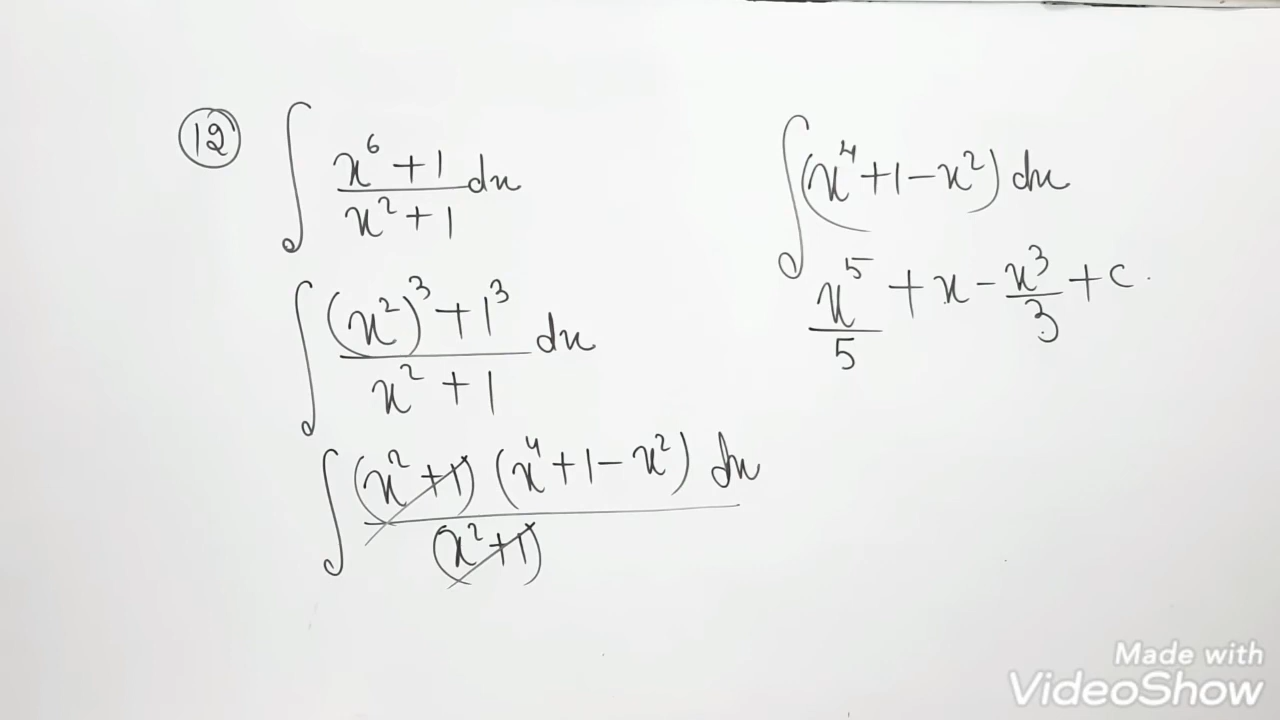 (12) ∫ (x⁶ + 1)/(x² + 1) dx
∫ ((x²)³ + 1³)/(x² + 1) dx
∫ ((x² + 1)(x⁴ + 1 − x²))/(x² + 1) dx
∫ (x⁴ + 1 − x²) dx
x⁵/5 + x − x³/3 + c.
Made with
VideoShow